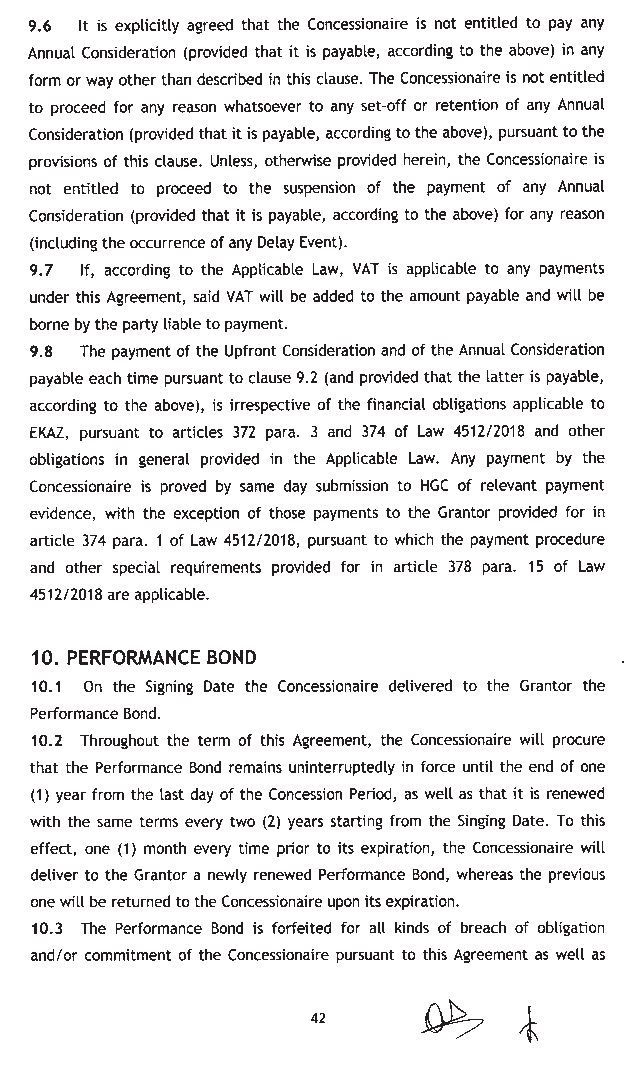 9.6 It is explicitly agreed that the Concessionaire is not entitled to pay any
Annual Consideration (provided that it is payable, according to the above) in any
form or way other than described in this clause. The Concessionaire is not entitled
to proceed for any reason whatsoever to any set-off or retention of any Annual
Consideration (provided that it is payable, according to the above), pursuant to the
provisions of this clause. Unless, otherwise provided herein, the Concessionaire is
not entitled to proceed to the suspension of the payment of any Annual
Consideration (provided that it is payable, according to the above) for any reason
(including the occurrence of any Delay Event).
9.7 If, according to the Applicable Law, VAT is applicable to any payments
under this Agreement, said VAT will be added to the amount payable and will be
borne by the party liable to payment.
9.8 The payment of the Upfront Consideration and of the Annual Consideration
payable each time pursuant to clause 9.2 (and provided that the latter is payable,
according to the above), is irrespective of the financial obligations applicable to
EKAZ, pursuant to articles 372 para. 3 and 374 of Law 4512/2018 and other
obligations in general provided in the Applicable Law. Any payment by the
Concessionaire is proved by same day submission to HGC of relevant payment
evidence, with the exception of those payments to the Grantor provided for in
article 374 para. 1 of Law 4512/2018, pursuant to which the payment procedure
and other special requirements provided for in article 378 para. 15 of Law
4512/2018 are applicable.
10. PERFORMANCE BOND
10.1 On the Signing Date the Concessionaire delivered to the Grantor the
Performance Bond.
10.2 Throughout the term of this Agreement, the Concessionaire will procure
that the Performance Bond remains uninterruptedly in force until the end of one
(1) year from the last day of the Concession Period, as well as that it is renewed
with the same terms every two (2) years starting from the Singing Date. To this
effect, one (1) month every time prior to its expiration, the Concessionaire will
deliver to the Grantor a newly renewed Performance Bond, whereas the previous
one will be returned to the Concessionaire upon its expiration.
10.3 The Performance Bond is forfeited for all kinds of breach of obligation
and/or commitment of the Concessionaire pursuant to this Agreement as well as
42